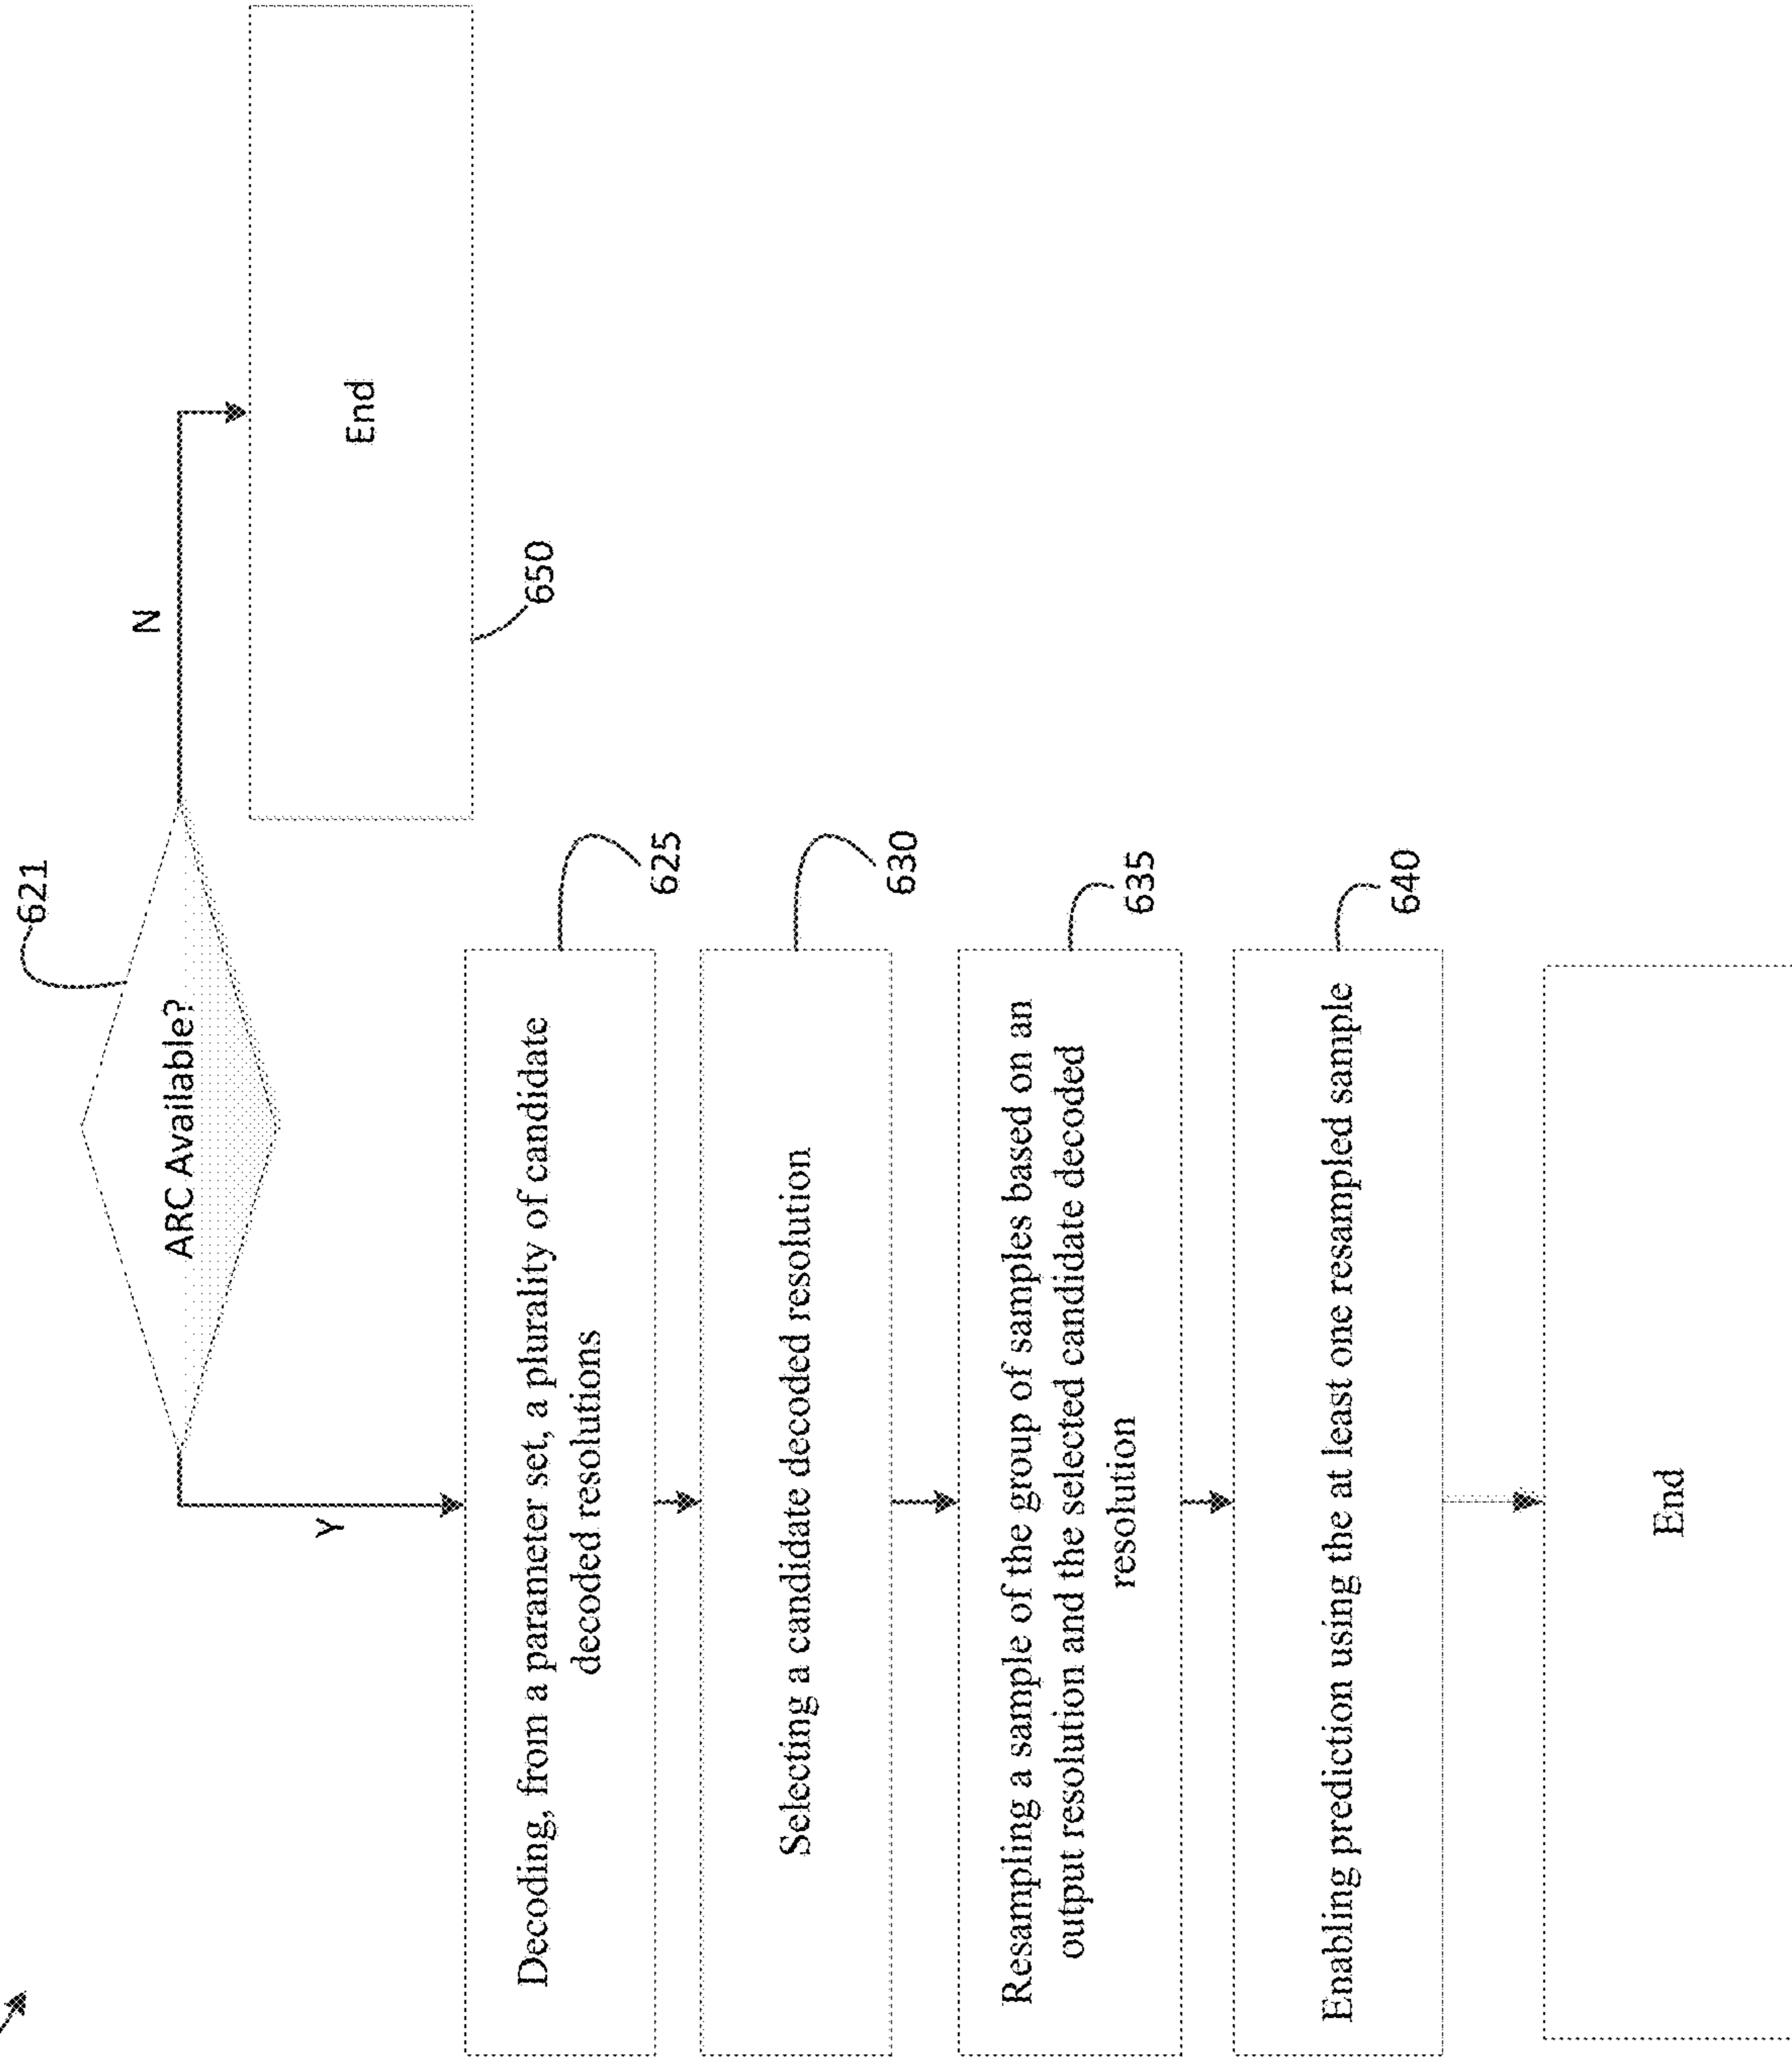 621
ARC Available?
N
Y
End
650
Decoding, from a parameter set, a plurality of candidate
decoded resolutions
625
Selecting a candidate decoded resolution
630
Resampling a sample of the group of samples based on an
output resolution and the selected candidate decoded
resolution
635
Enabling prediction using the at least one resampled sample
640
End